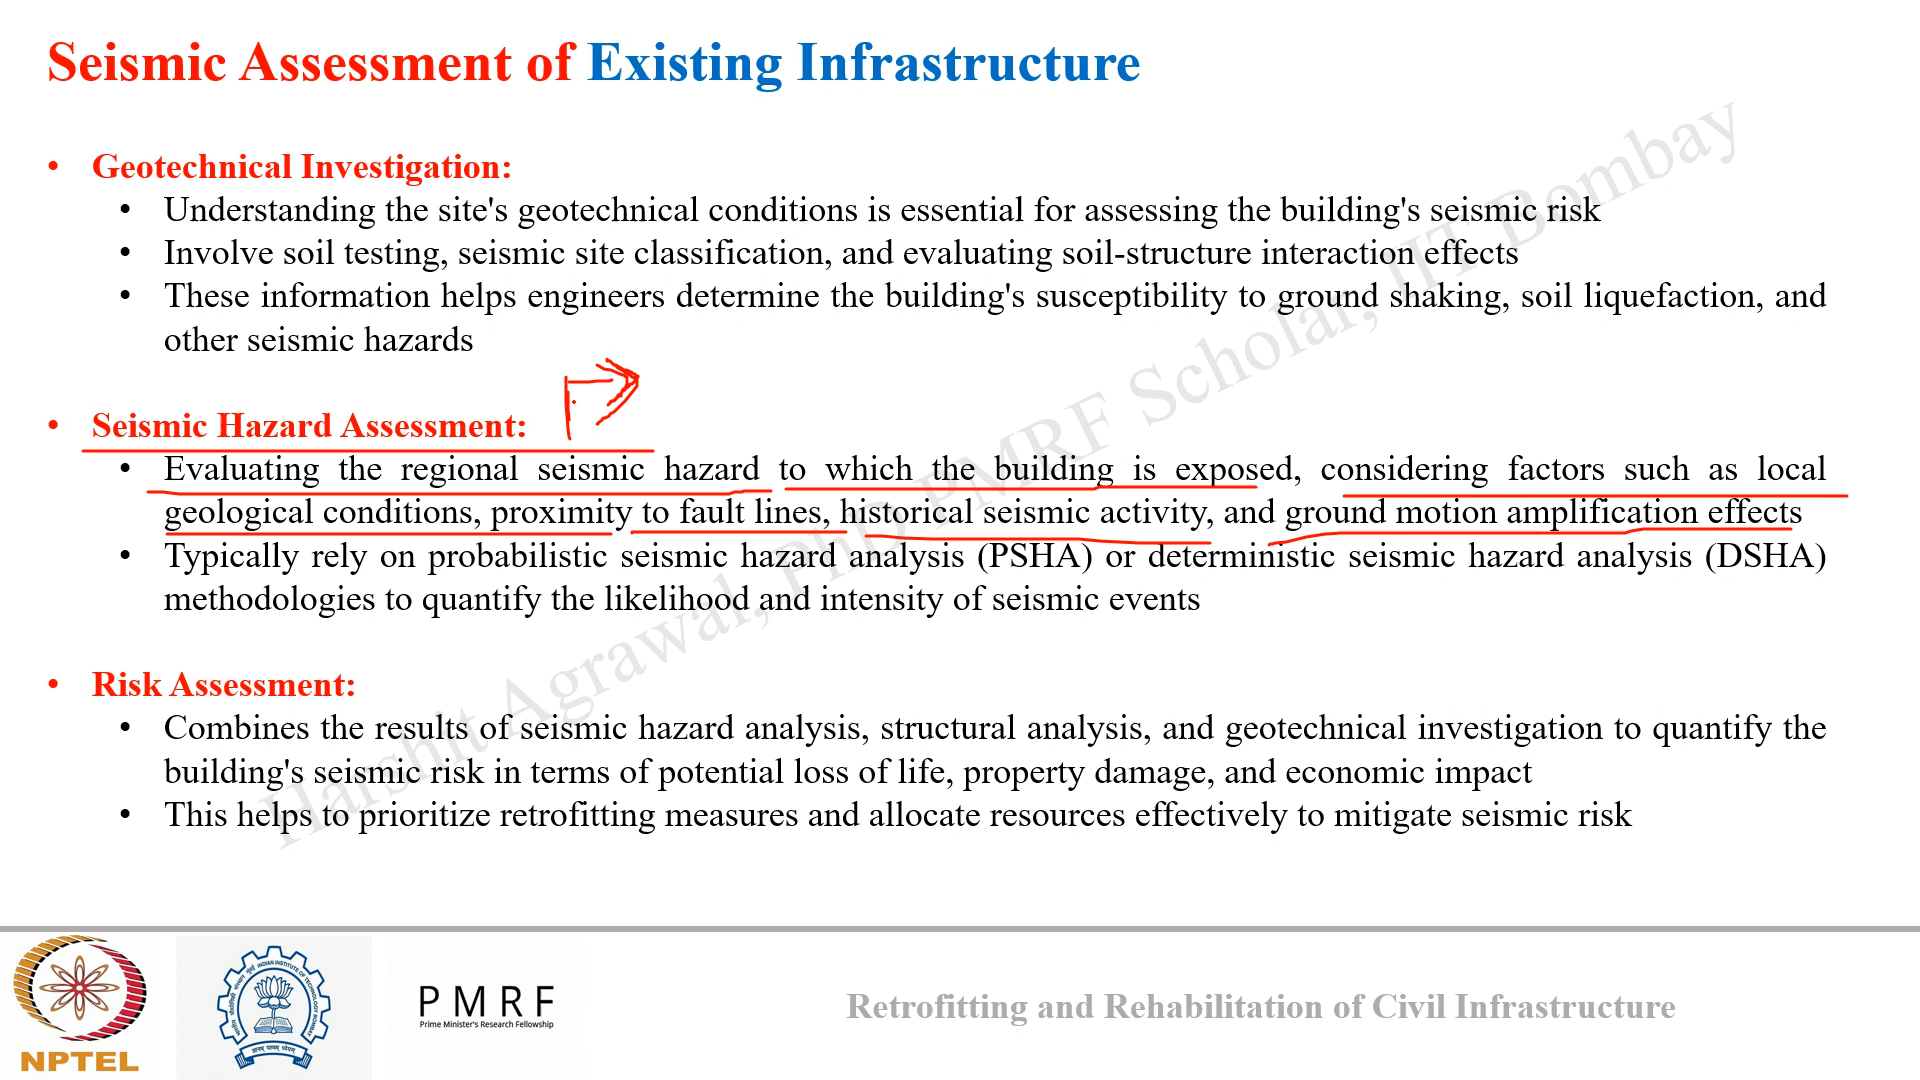 Seismic Assessment of Existing Infrastructure
• Geotechnical Investigation:
• Understanding the site's geotechnical conditions is essential for assessing the building's seismic risk
• Involve soil testing, seismic site classification, and evaluating soil-structure interaction effects
• These information helps engineers determine the building's susceptibility to ground shaking, soil liquefaction, and
other seismic hazards
• Seismic Hazard Assessment:
• Evaluating the regional seismic hazard to which the building is exposed, considering factors such as local
geological conditions, proximity to fault lines, historical seismic activity, and ground motion amplification effects
• Typically rely on probabilistic seismic hazard analysis (PSHA) or deterministic seismic hazard analysis (DSHA)
methodologies to quantify the likelihood and intensity of seismic events
• Risk Assessment:
• Combines the results of seismic hazard analysis, structural analysis, and geotechnical investigation to quantify the
building's seismic risk in terms of potential loss of life, property damage, and economic impact
• This helps to prioritize retrofitting measures and allocate resources effectively to mitigate seismic risk
Harshit Agrawal, PhD PMRF Scholar, IIT Bombay
NPTEL
INDIAN INSTITUTE OF TECHNOLOGY BOMBAY
PMRF
Prime Minister's Research Fellowship
Retrofitting and Rehabilitation of Civil Infrastructure